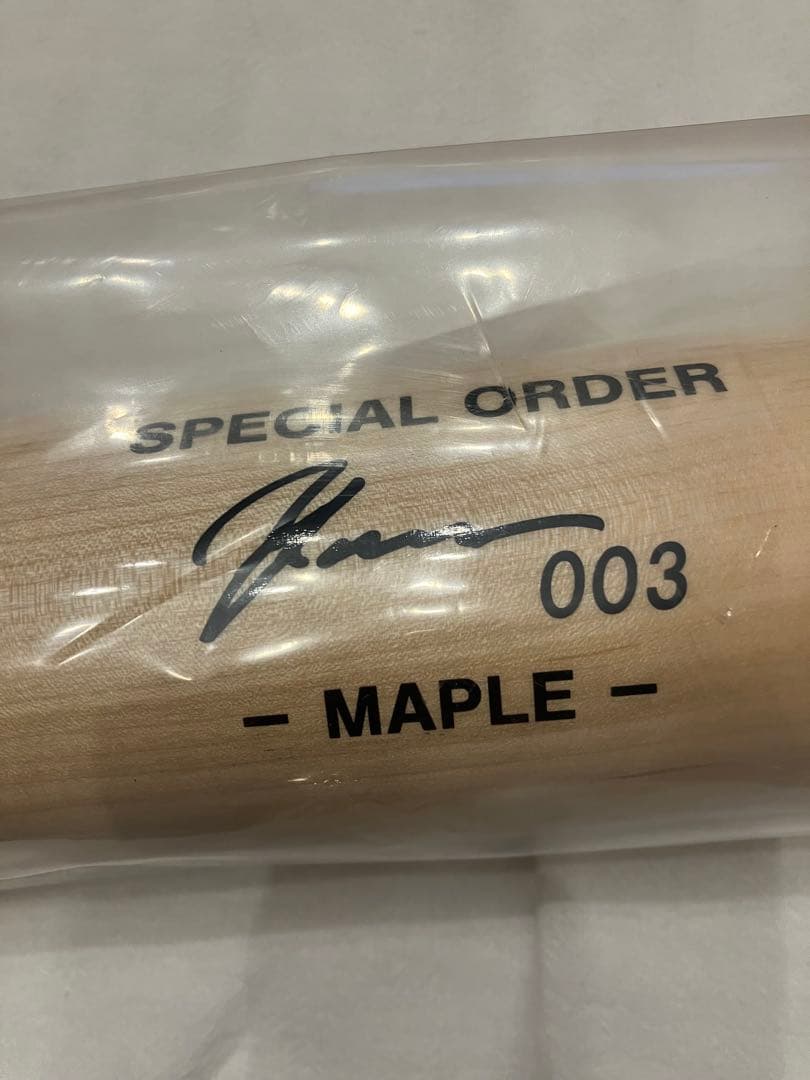 SPECIAL ORDER
003
- MAPLE -